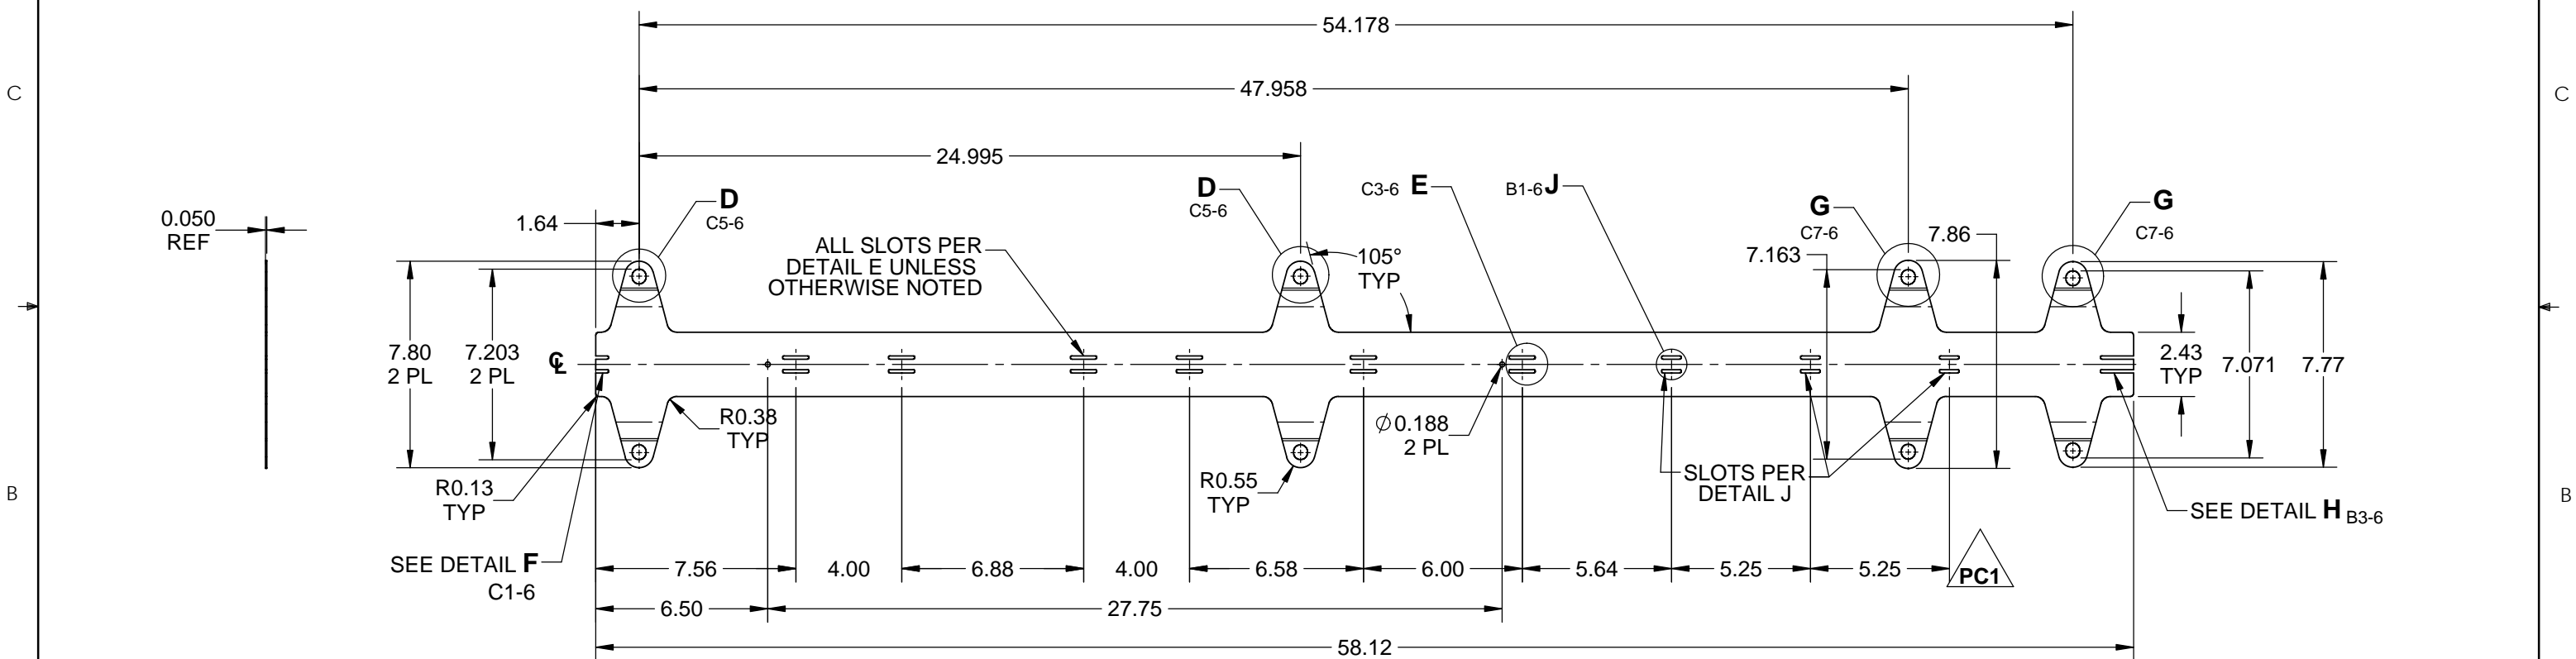 54.178
C
C
47.958
24.995
D
C5-6
D
C5-6
C3-6 E
B1-6 J
G
C7-6
G
C7-6
0.050
REF
1.64
ALL SLOTS PER
DETAIL E UNLESS
OTHERWISE NOTED
105°
TYP
7.163
7.86
7.80
2 PL
7.203
2 PL
℄
2.43
TYP
7.071
7.77
R0.38
TYP
Ø0.188
2 PL
R0.13
TYP
R0.55
TYP
SLOTS PER
DETAIL J
B
B
SEE DETAIL H B3-6
SEE DETAIL F
C1-6
7.56
4.00
6.88
4.00
6.58
6.00
5.64
5.25
5.25
PC1
6.50
27.75
58.12